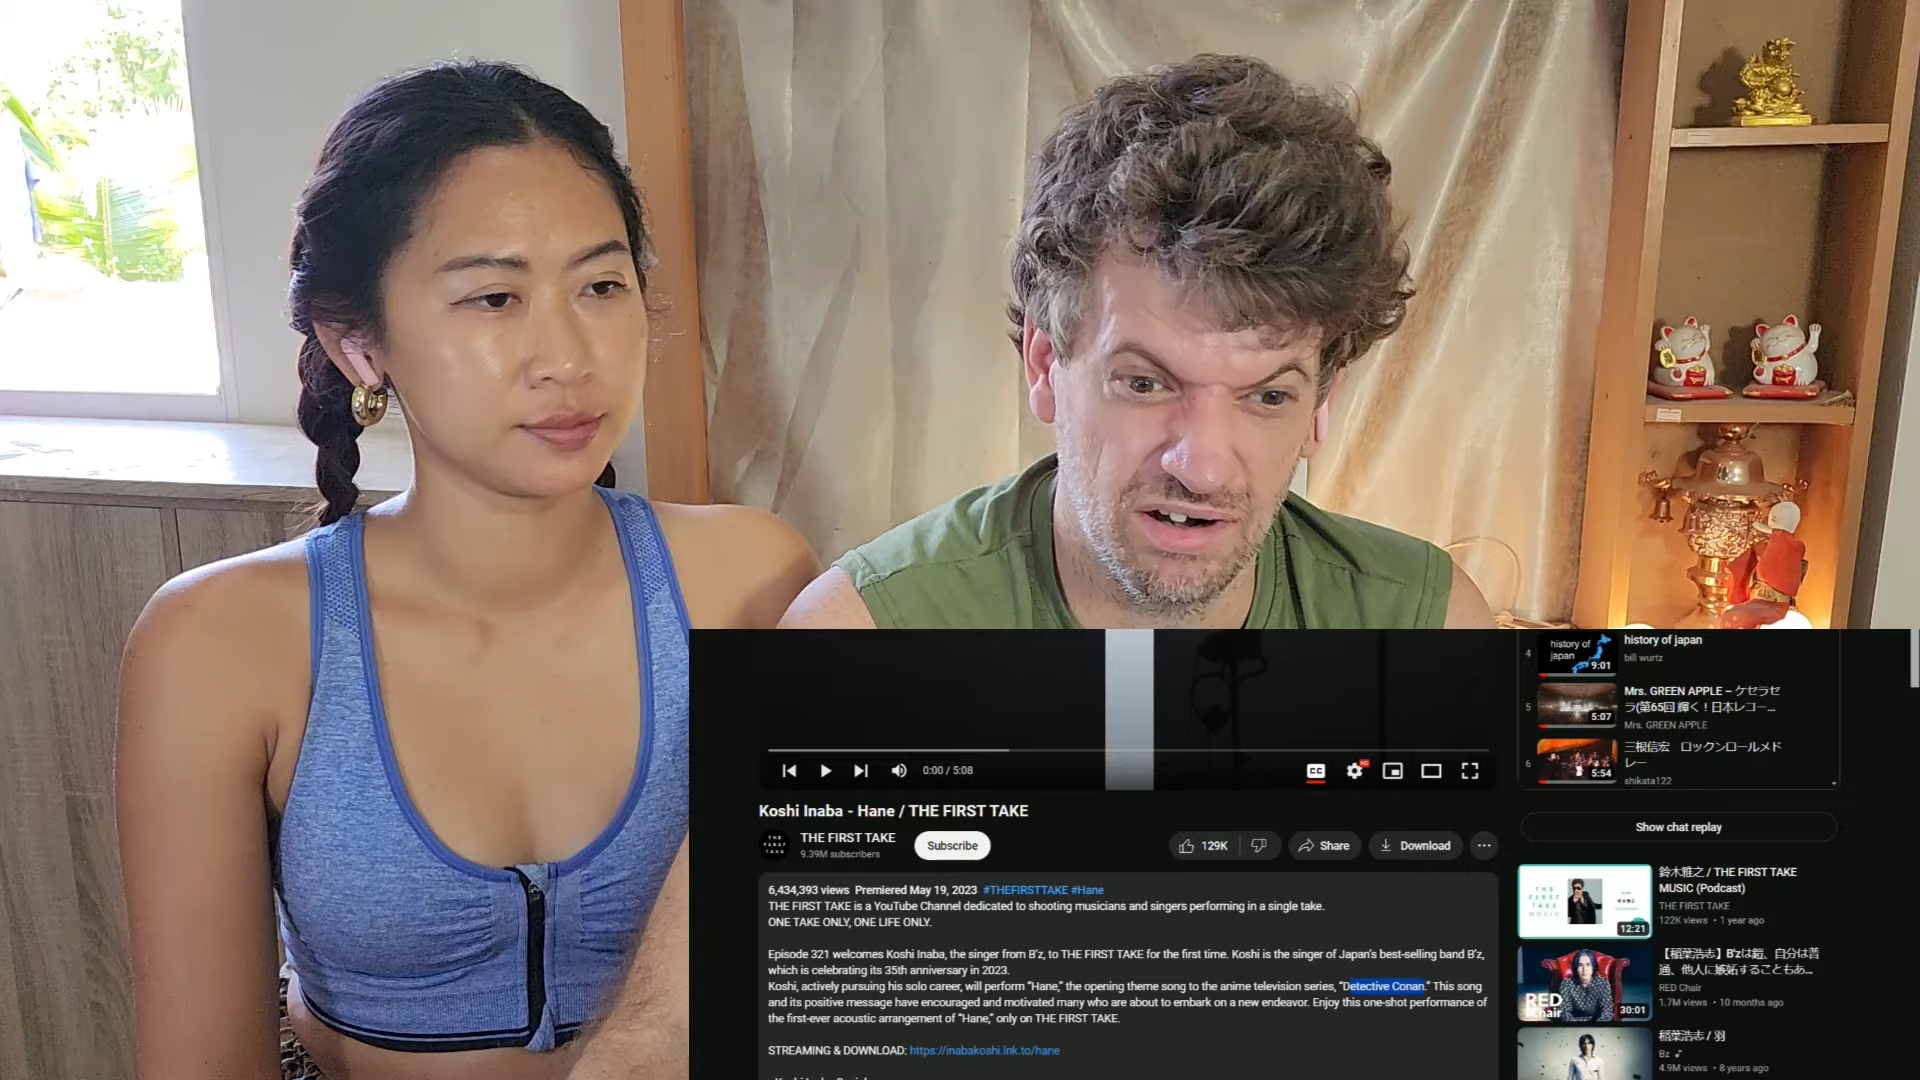 history of japan
4
history of
japan
9:01
bill wurtz
Mrs. GREEN APPLE – ケセラセ
ラ(第65回 輝く！日本レコー...
5
5:07
Mrs. GREEN APPLE
三根信宏　ロックンロールメド
レー
6
5:54
shikata122
0:00 / 5:08
CC
HD
Koshi Inaba - Hane / THE FIRST TAKE
THE FIRST TAKE
9.39M subscribers
Subscribe
129K
Share
Download
Show chat replay
6,434,393 views Premiered May 19, 2023 #THEFIRSTTAKE #Hane
THE FIRST TAKE is a YouTube Channel dedicated to shooting musicians and singers performing in a single take.
ONE TAKE ONLY, ONE LIFE ONLY.
Episode 321 welcomes Koshi Inaba, the singer from B'z, to THE FIRST TAKE for the first time. Koshi is the singer of Japan's best-selling band B'z,
which is celebrating its 35th anniversary in 2023.
Koshi, actively pursuing his solo career, will perform "Hane," the opening theme song to the anime television series, "Detective Conan." This song
and its positive message have encouraged and motivated many who are about to embark on a new endeavor. Enjoy this one-shot performance of
the first-ever acoustic arrangement of "Hane," only on THE FIRST TAKE.
STREAMING & DOWNLOAD: https://inabakoshi.lnk.to/hane
鈴木雅之 / THE FIRST TAKE
MUSIC (Podcast)
THE FIRST TAKE
122K views • 1 year ago
12:21
【稲葉浩志】B'zは鎧、自分は普
通、他人に嫉妬することもあ...
RED Chair
1.7M views • 10 months ago
RED
Chair
30:01
稲葉浩志 / 羽
Bz
4.9M views • 8 years ago